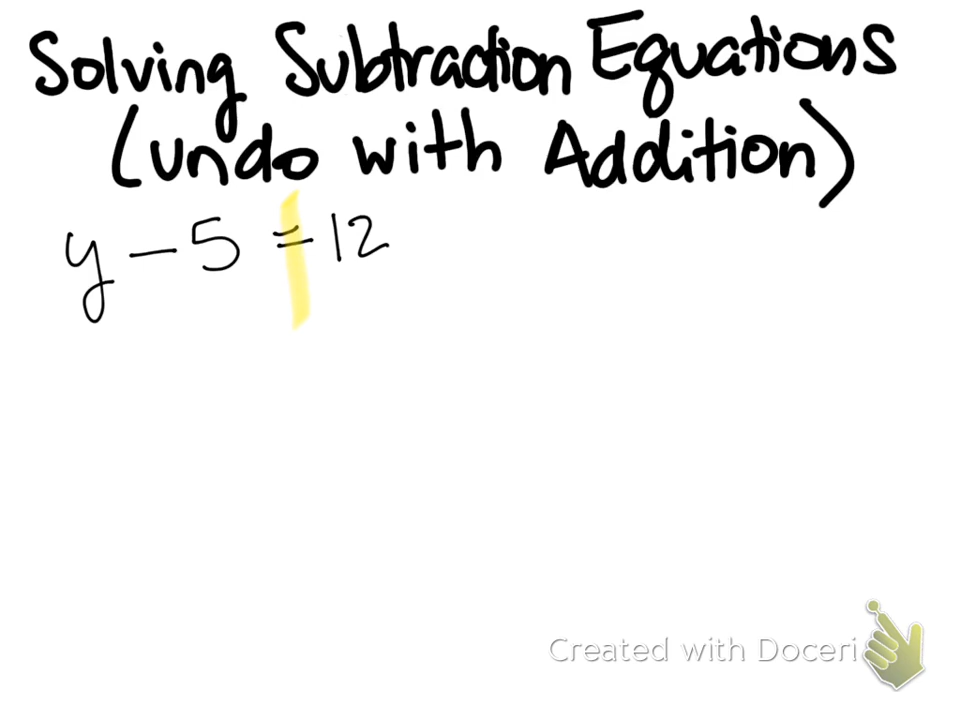 Solving Subtraction Equations
(undo with Addition)
y - 5 = 12
Created with Doceri